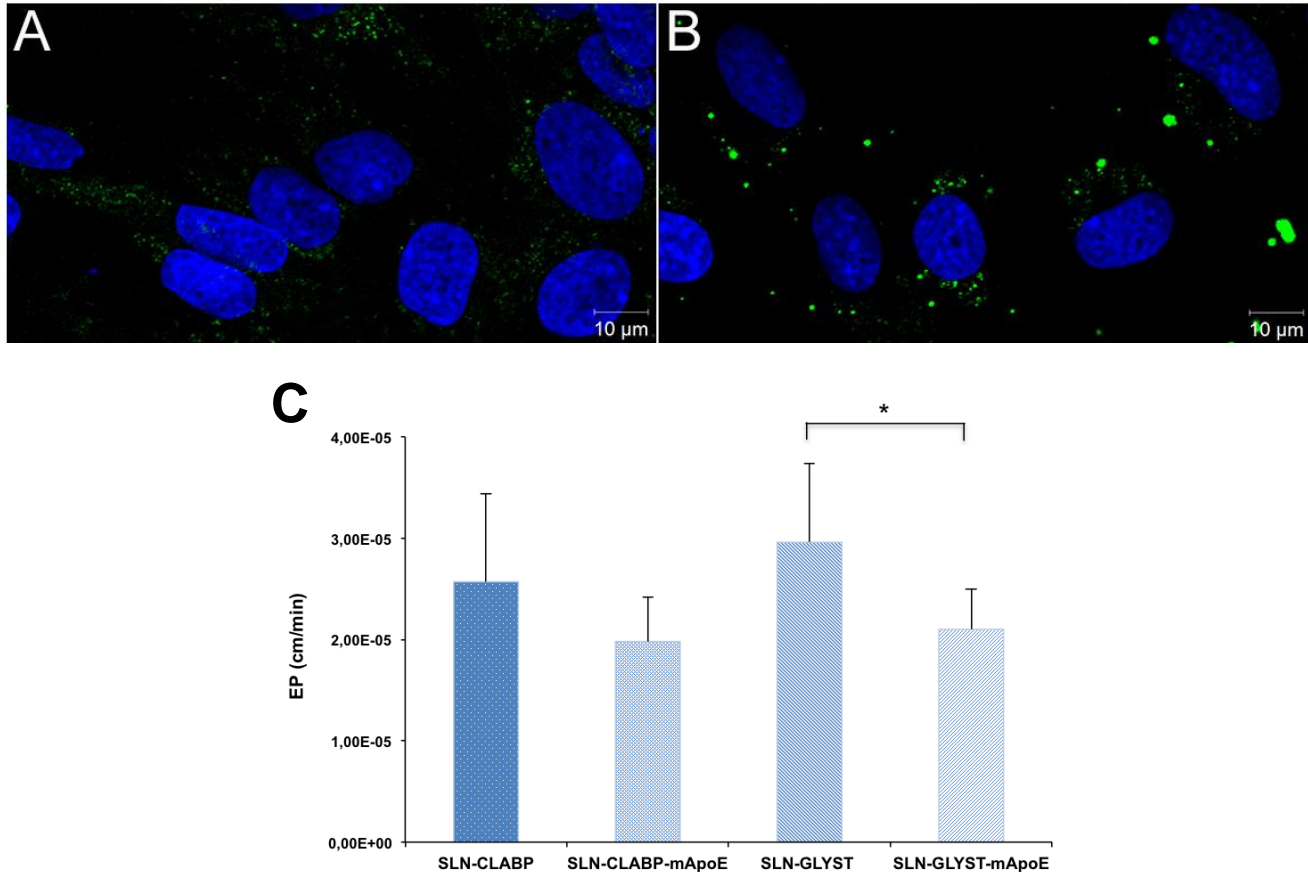 A
B
10 µm
10 µm
C
*
4,00E-05
3,00E-05
2,00E-05
1,00E-05
0,00E+00
EP (cm/min)
SLN-CLABP
SLN-CLABP-mApoE
SLN-GLYST
SLN-GLYST-mApoE